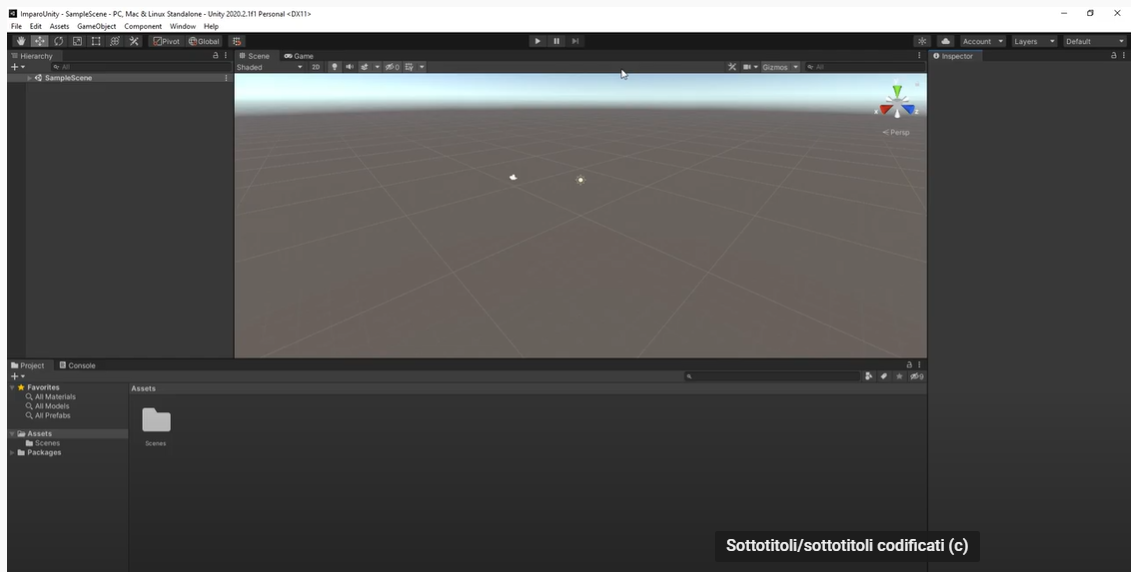 ImparoUnity - SampleScene - PC, Mac & Linux Standalone - Unity 2020.2.1f1 Personal <DX11>
File Edit Assets GameObject Component Window Help
Pivot Global Account Layers Default
Hierarchy Scene Game Inspector
All Shaded 2D 0 Gizmos All
SampleScene
X Z
Persp
Project Console
Favorites Assets
All Materials
All Models
All Prefabs
Assets
Scenes Scenes
Packages
Sottotitoli/sottotitoli codificati (c)